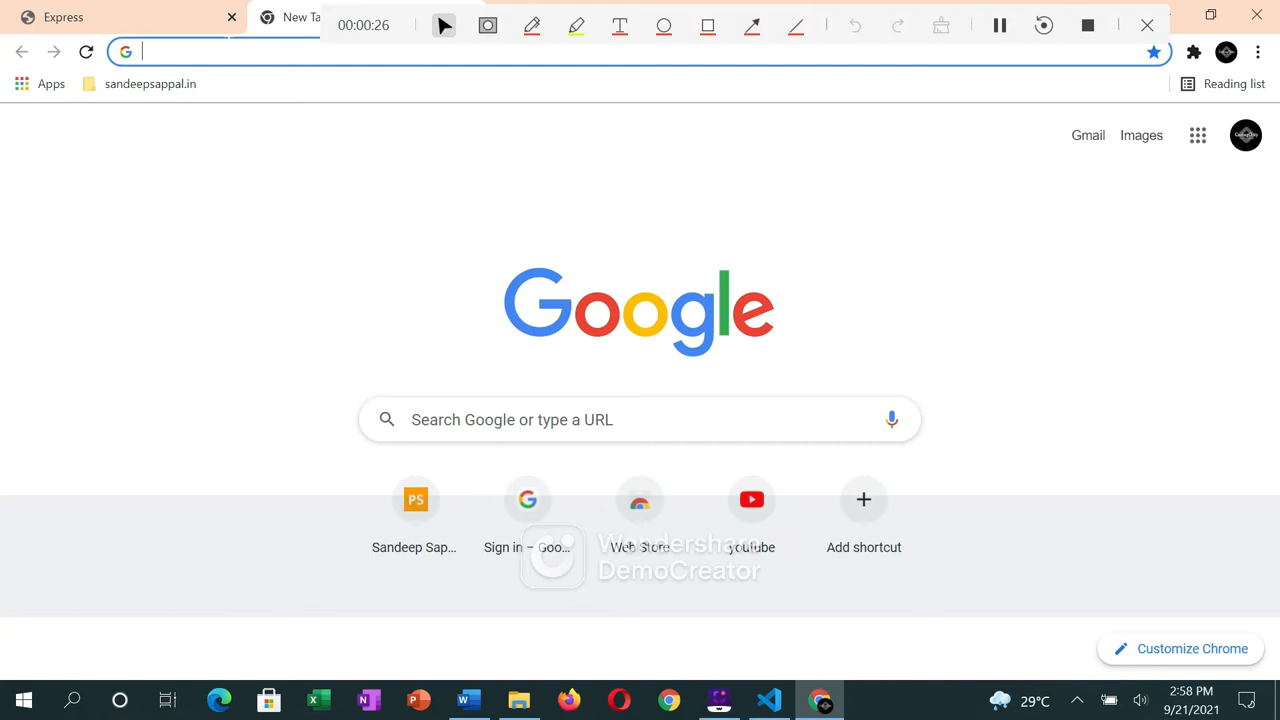 Express
New Ta
00:00:26
Apps
sandeepsappal.in
Reading list
Gmail
Images
Google
Search Google or type a URL
PS
Sandeep Sap...
Sign in – Goo...
Web Store
youtube
Add shortcut
Wondershare
DemoCreator
Customize Chrome
29°C
2:58 PM
9/21/2021